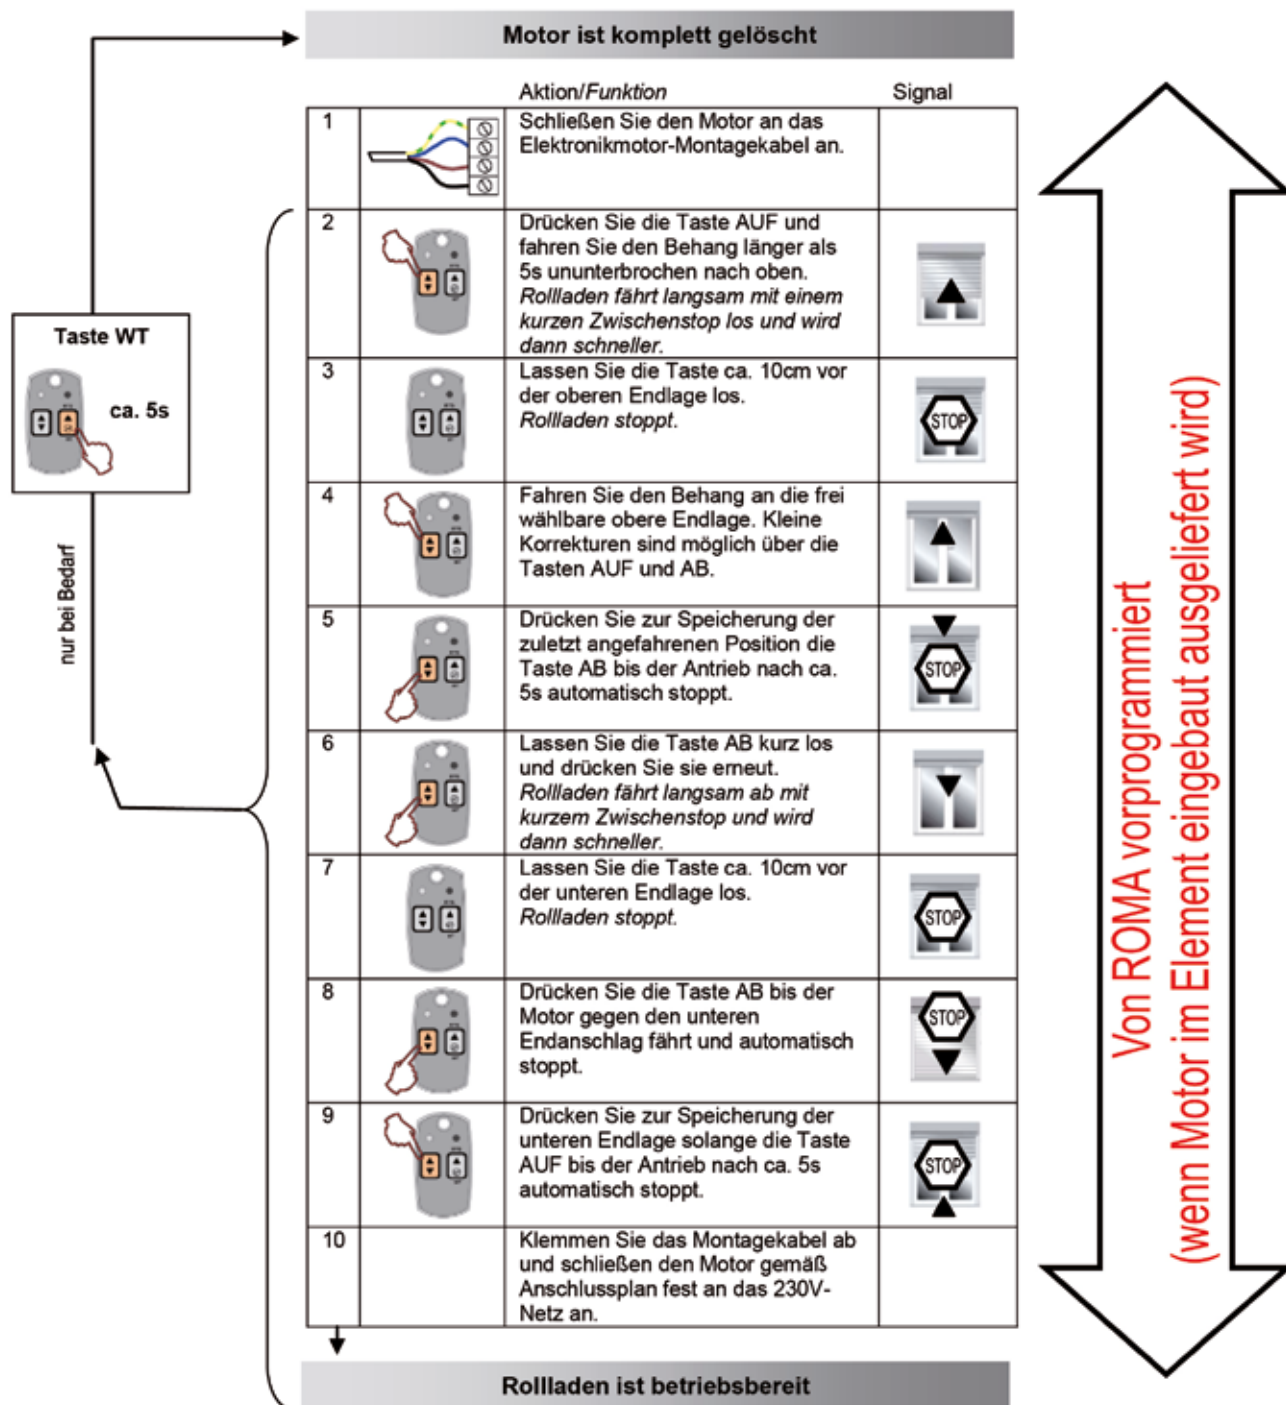 Motor ist komplett gelöscht
Aktion/Funktion
Signal
1
Schließen Sie den Motor an das
Elektronikmotor-Montagekabel an.
2
Drücken Sie die Taste AUF und
fahren Sie den Behang länger als
5s ununterbrochen nach oben.
Rollladen fährt langsam mit einem
kurzen Zwischenstop los und wird
dann schneller.
Taste WT
ca. 5s
nur bei Bedarf
3
Lassen Sie die Taste ca. 10cm vor
der oberen Endlage los.
Rollladen stoppt.
STOP
4
Fahren Sie den Behang an die frei
wählbare obere Endlage. Kleine
Korrekturen sind möglich über die
Tasten AUF und AB.
5
Drücken Sie zur Speicherung der
zuletzt angefahrenen Position die
Taste AB bis der Antrieb nach ca.
5s automatisch stoppt.
STOP
6
Lassen Sie die Taste AB kurz los
und drücken Sie sie erneut.
Rollladen fährt langsam ab mit
kurzem Zwischenstop und wird
dann schneller.
7
Lassen Sie die Taste ca. 10cm vor
der unteren Endlage los.
Rollladen stoppt.
STOP
8
Drücken Sie die Taste AB bis der
Motor gegen den unteren
Endanschlag fährt und automatisch
stoppt.
STOP
9
Drücken Sie zur Speicherung der
unteren Endlage solange die Taste
AUF bis der Antrieb nach ca. 5s
automatisch stoppt.
STOP
10
Klemmen Sie das Montagekabel ab
und schließen den Motor gemäß
Anschlussplan fest an das 230V-
Netz an.
Rollladen ist betriebsbereit
Von ROMA vorprogrammiert
(wenn Motor im Element eingebaut ausgeliefert wird)